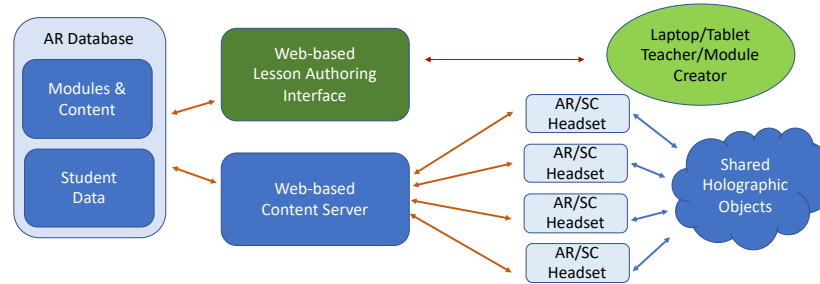 AR Database
Modules &
Content
Student
Data
Web-based
Lesson Authoring
Interface
Web-based
Content Server
Laptop/Tablet
Teacher/Module
Creator
AR/SC
Headset
AR/SC
Headset
AR/SC
Headset
AR/SC
Headset
Shared
Holographic
Objects